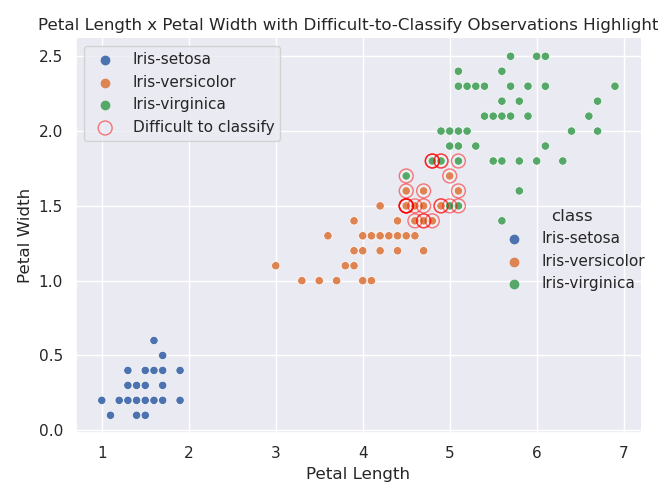 Petal Length x Petal Width with Difficult-to-Classify Observations Highlight
Iris-setosa
Iris-versicolor
Iris-virginica
Difficult to classify
class
Iris-setosa
Iris-versicolor
Iris-virginica
Petal Width
2.5
2.0
1.5
1.0
0.5
0.0
1 2 3 4 5 6 7
Petal Length